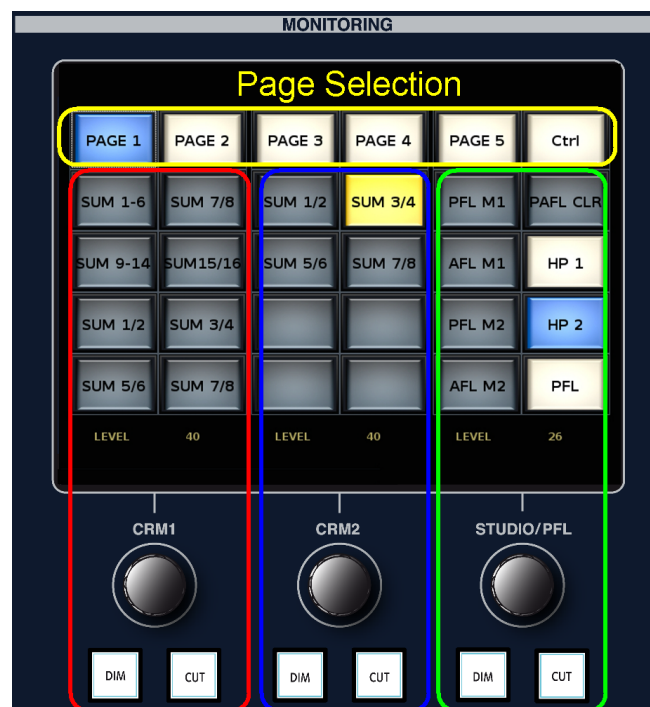 MONITORING
Page Selection
PAGE 1 PAGE 2 PAGE 3 PAGE 4 PAGE 5 Ctrl
SUM 1-6 SUM 7/8 SUM 1/2 SUM 3/4 PFL M1 PAFL CLR
SUM 9-14 SUM15/16 SUM 5/6 SUM 7/8 AFL M1 HP 1
SUM 1/2 SUM 3/4 PFL M2 HP 2
SUM 5/6 SUM 7/8 AFL M2 PFL
LEVEL 40 LEVEL 40 LEVEL 26
CRM1 CRM2 STUDIO/PFL
DIM CUT DIM CUT DIM CUT